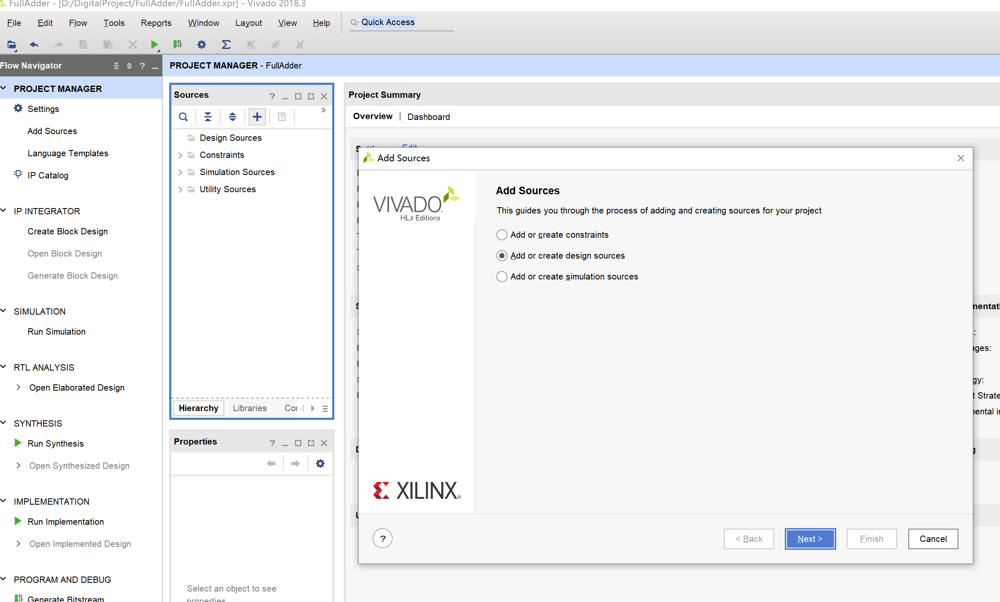 FullAdder - [D:/DigitalProject/FullAdder/FullAdder.xpr] - Vivado 2018.3
File Edit Flow Tools Reports Window Layout View Help Quick Access
Flow Navigator
PROJECT MANAGER
Settings
Add Sources
Language Templates
IP Catalog
IP INTEGRATOR
Create Block Design
Open Block Design
Generate Block Design
SIMULATION
Run Simulation
RTL ANALYSIS
Open Elaborated Design
SYNTHESIS
Run Synthesis
Open Synthesized Design
IMPLEMENTATION
Run Implementation
Open Implemented Design
PROGRAM AND DEBUG
Generate Bitstream
PROJECT MANAGER - FullAdder
Sources
Design Sources
Constraints
Simulation Sources
Utility Sources
Hierarchy Libraries
Properties
Select an object to see
properties
Project Summary
Overview | Dashboard
Edit
Add Sources
VIVADO
HLx Editions
XILINX
Add Sources
This guides you through the process of adding and creating sources for your project
Add or create constraints
Add or create design sources
Add or create simulation sources
? < Back Next > Finish Cancel